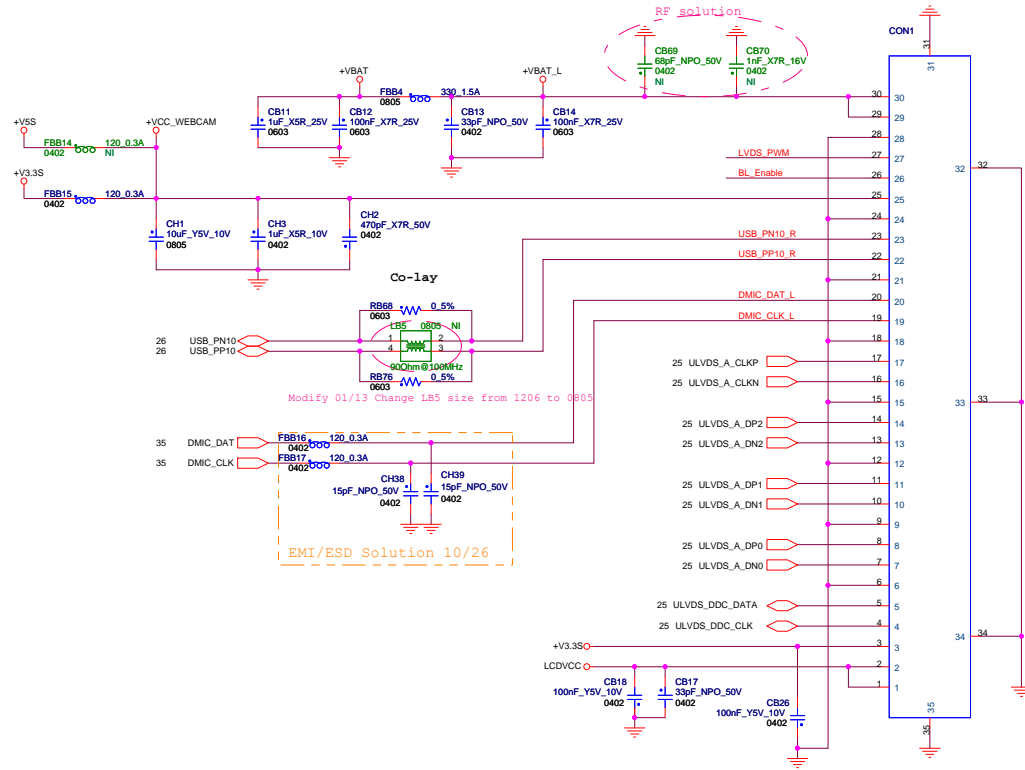 RF solution
CON1
31
31
CB69
68pF_NPO_50V
0402
NI
CB70
1nF_X7R_16V
0402
NI
+VBAT
+VBAT_L
FBB4
330_1.5A
0805
CB11
1uF_X5R_25V
0603
CB12
100nF_X7R_25V
0603
CB13
33pF_NPO_50V
0402
CB14
100nF_X7R_25V
0603
+V5S
+VCC_WEBCAM
FBB14
120_0.3A
0402
NI
+V3.3S
FBB15
120_0.3A
0402
CH1
10uF_Y5V_10V
0805
CH3
1uF_X5R_10V
0402
CH2
470pF_X7R_50V
0402
LVDS_PWM
BL_Enable
USB_PN10_R
USB_PP10_R
DMIC_DAT_L
DMIC_CLK_L
Co-lay
RB68
0_5%
0603
LB5
0805
NI
1
2
4
3
90Ohm@100MHz
RB76
0_5%
0603
26 USB_PN10
26 USB_PP10
Modify 01/13 Change LB5 size from 1206 to 0805
35 DMIC_DAT
35 DMIC_CLK
FBB16
120_0.3A
0402
FBB17
120_0.3A
0402
CH38
15pF_NPO_50V
0402
CH39
15pF_NPO_50V
0402
EMI/ESD Solution 10/26
25 ULVDS_A_CLKP
25 ULVDS_A_CLKN
25 ULVDS_A_DP2
25 ULVDS_A_DN2
25 ULVDS_A_DP1
25 ULVDS_A_DN1
25 ULVDS_A_DP0
25 ULVDS_A_DN0
25 ULVDS_DDC_DATA
25 ULVDS_DDC_CLK
+V3.3S
LCDVCC
CB18
100nF_Y5V_10V
0402
CB17
33pF_NPO_50V
0402
CB26
100nF_Y5V_10V
0402
30 30
29 29
28 28
27 27
26 26
25 25
24 24
23 23
22 22
21 21
20 20
19 19
18 18
17 17
16 16
15 15
14 14
13 13
12 12
11 11
10 10
9 9
8 8
7 7
6 6
5 5
4 4
3 3
2 2
1 1
32 32
33 33
34 34
35
35